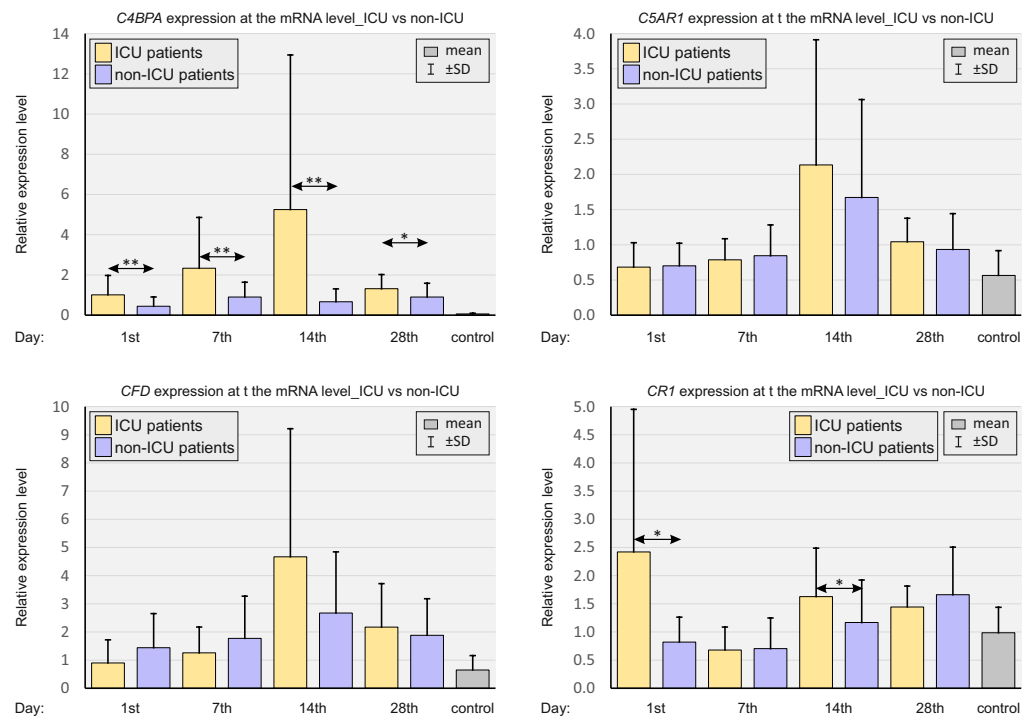 C4BPA expression at the mRNA level_ICU vs non-ICU
14
12
10
8
6
4
2
0
Relative expression level
ICU patients
non-ICU patients
mean
±SD
**
**
**
*
Day:
1st
7th
14th
28th
control
C5AR1 expression at t the mRNA level_ICU vs non-ICU
4.0
3.5
3.0
2.5
2.0
1.5
1.0
0.5
0.0
Relative expression level
ICU patients
non-ICU patients
mean
±SD
Day:
1st
7th
14th
28th
control
CFD expression at t the mRNA level_ICU vs non-ICU
10
9
8
7
6
5
4
3
2
1
0
Relative expression level
ICU patients
non-ICU patients
mean
±SD
Day:
1st
7th
14th
28th
control
CR1 expression at t the mRNA level_ICU vs non-ICU
5.0
4.5
4.0
3.5
3.0
2.5
2.0
1.5
1.0
0.5
0.0
Relative expression level
ICU patients
non-ICU patients
mean
±SD
*
*
Day:
1st
7th
14th
28th
control